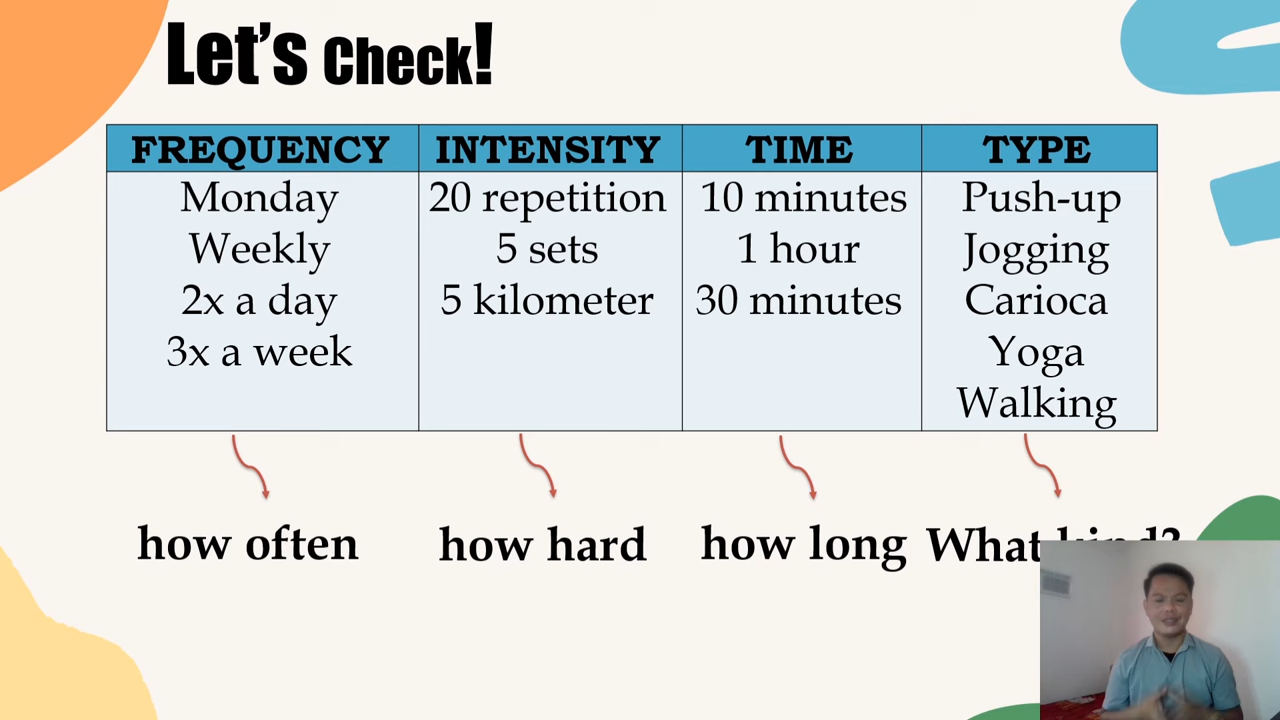 Let's Check!
FREQUENCY INTENSITY TIME TYPE
Monday 20 repetition 10 minutes Push-up
Weekly 5 sets 1 hour Jogging
2x a day 5 kilometer 30 minutes Carioca
3x a week Yoga
Walking
how often how hard how long What kind?